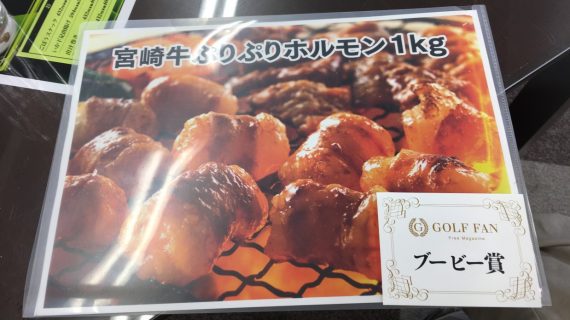 宮崎牛ぷりぷりホルモン1kg
G
GOLF FAN
Free Magazine
ブービー賞